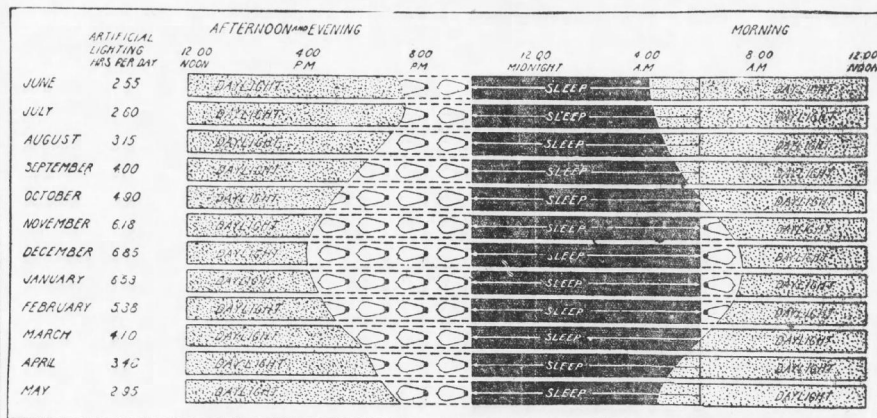 AFTERNOON AND EVENING
MORNING
ARTIFICIAL
LIGHTING
HRS PER DAY
12 00
NOON
4 00
P.M.
8 00
P.M.
12 00
MIDNIGHT
4 00
A.M.
8 00
A.M.
12 00
NOON
JUNE 2 55 DAYLIGHT SLEEP DAYLIGHT
JULY 2 60 DAYLIGHT SLEEP DAYLIGHT
AUGUST 3 15 DAYLIGHT SLEEP DAYLIGHT
SEPTEMBER 4 00 DAYLIGHT SLEEP DAYLIGHT
OCTOBER 4 90 DAYLIGHT SLEEP DAYLIGHT
NOVEMBER 6 18 DAYLIGHT SLEEP DAYLIGHT
DECEMBER 6 85 DAYLIGHT SLEEP DAYLIGHT
JANUARY 6 53 DAYLIGHT SLEEP DAYLIGHT
FEBRUARY 5 38 DAYLIGHT SLEEP DAYLIGHT
MARCH 4 10 DAYLIGHT SLEEP DAYLIGHT
APRIL DAYLIGHT SLEEP DAYLIGHT
MAY 2 95 DAYLIGHT SLEEP DAYLIGHT